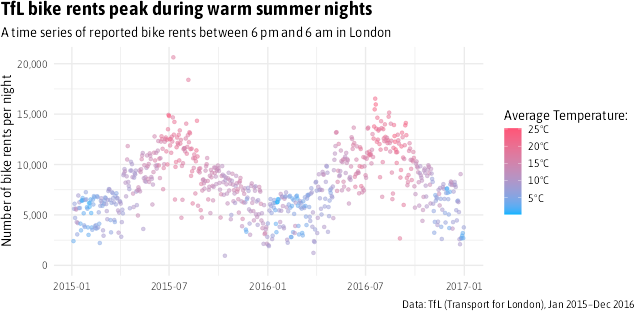 TfL bike rents peak during warm summer nights
A time series of reported bike rents between 6 pm and 6 am in London
Number of bike rents per night
20,000
15,000
10,000
5,000
0
2015-01
2015-07
2016-01
2016-07
2017-01
Average Temperature:
25°C
20°C
15°C
10°C
5°C
Data: TfL (Transport for London), Jan 2015–Dec 2016